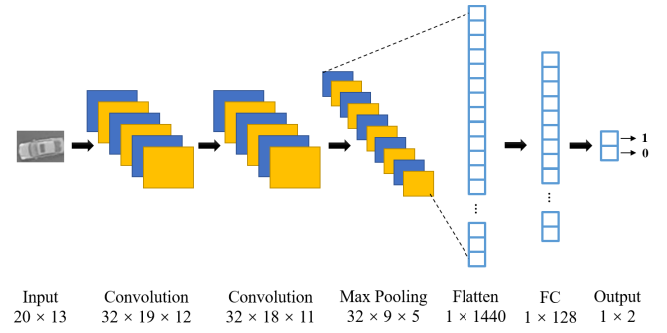 1
0
Input
20 × 13
Convolution
32 × 19 × 12
Convolution
32 × 18 × 11
Max Pooling
32 × 9 × 5
Flatten
1 × 1440
FC
1 × 128
Output
1 × 2